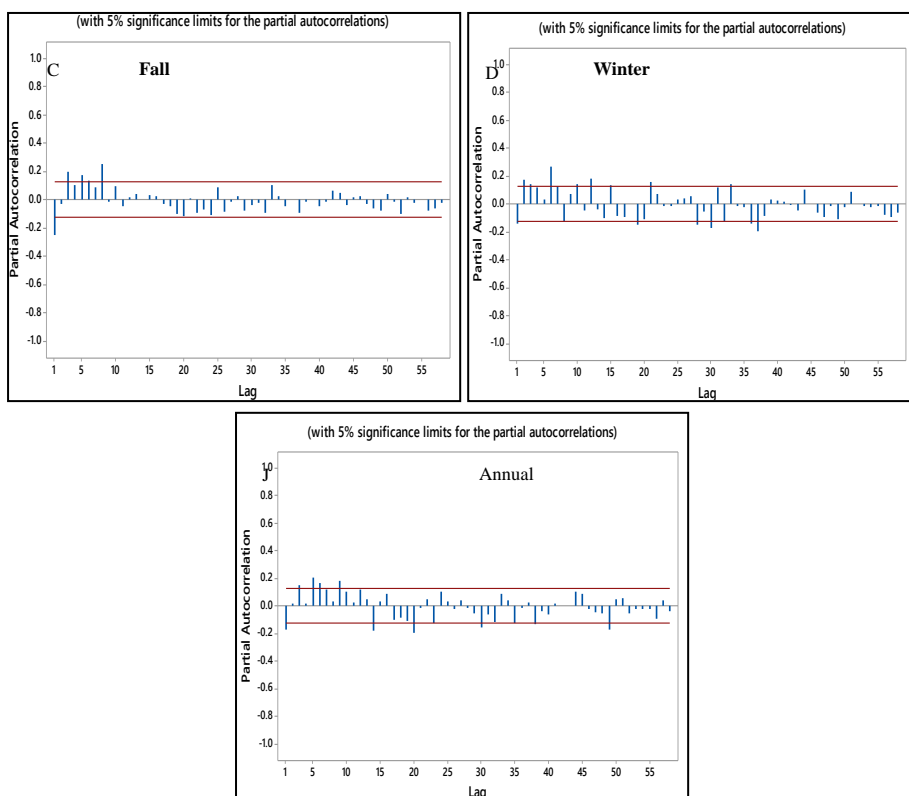 (with 5% significance limits for the partial autocorrelations)
C
Fall
Partial Autocorrelation
1.0
0.8
0.6
0.4
0.2
0.0
-0.2
-0.4
-0.6
-0.8
-1.0
1 5 10 15 20 25 30 35 40 45 50 55
Lag
(with 5% significance limits for the partial autocorrelations)
D
Winter
Partial Autocorrelation
1.0
0.8
0.6
0.4
0.2
0.0
-0.2
-0.4
-0.6
-0.8
-1.0
1 5 10 15 20 25 30 35 40 45 50 55
Lag
(with 5% significance limits for the partial autocorrelations)
J
Annual
Partial Autocorrelation
1.0
0.8
0.6
0.4
0.2
0.0
-0.2
-0.4
-0.6
-0.8
-1.0
1 5 10 15 20 25 30 35 40 45 50 55
Lag